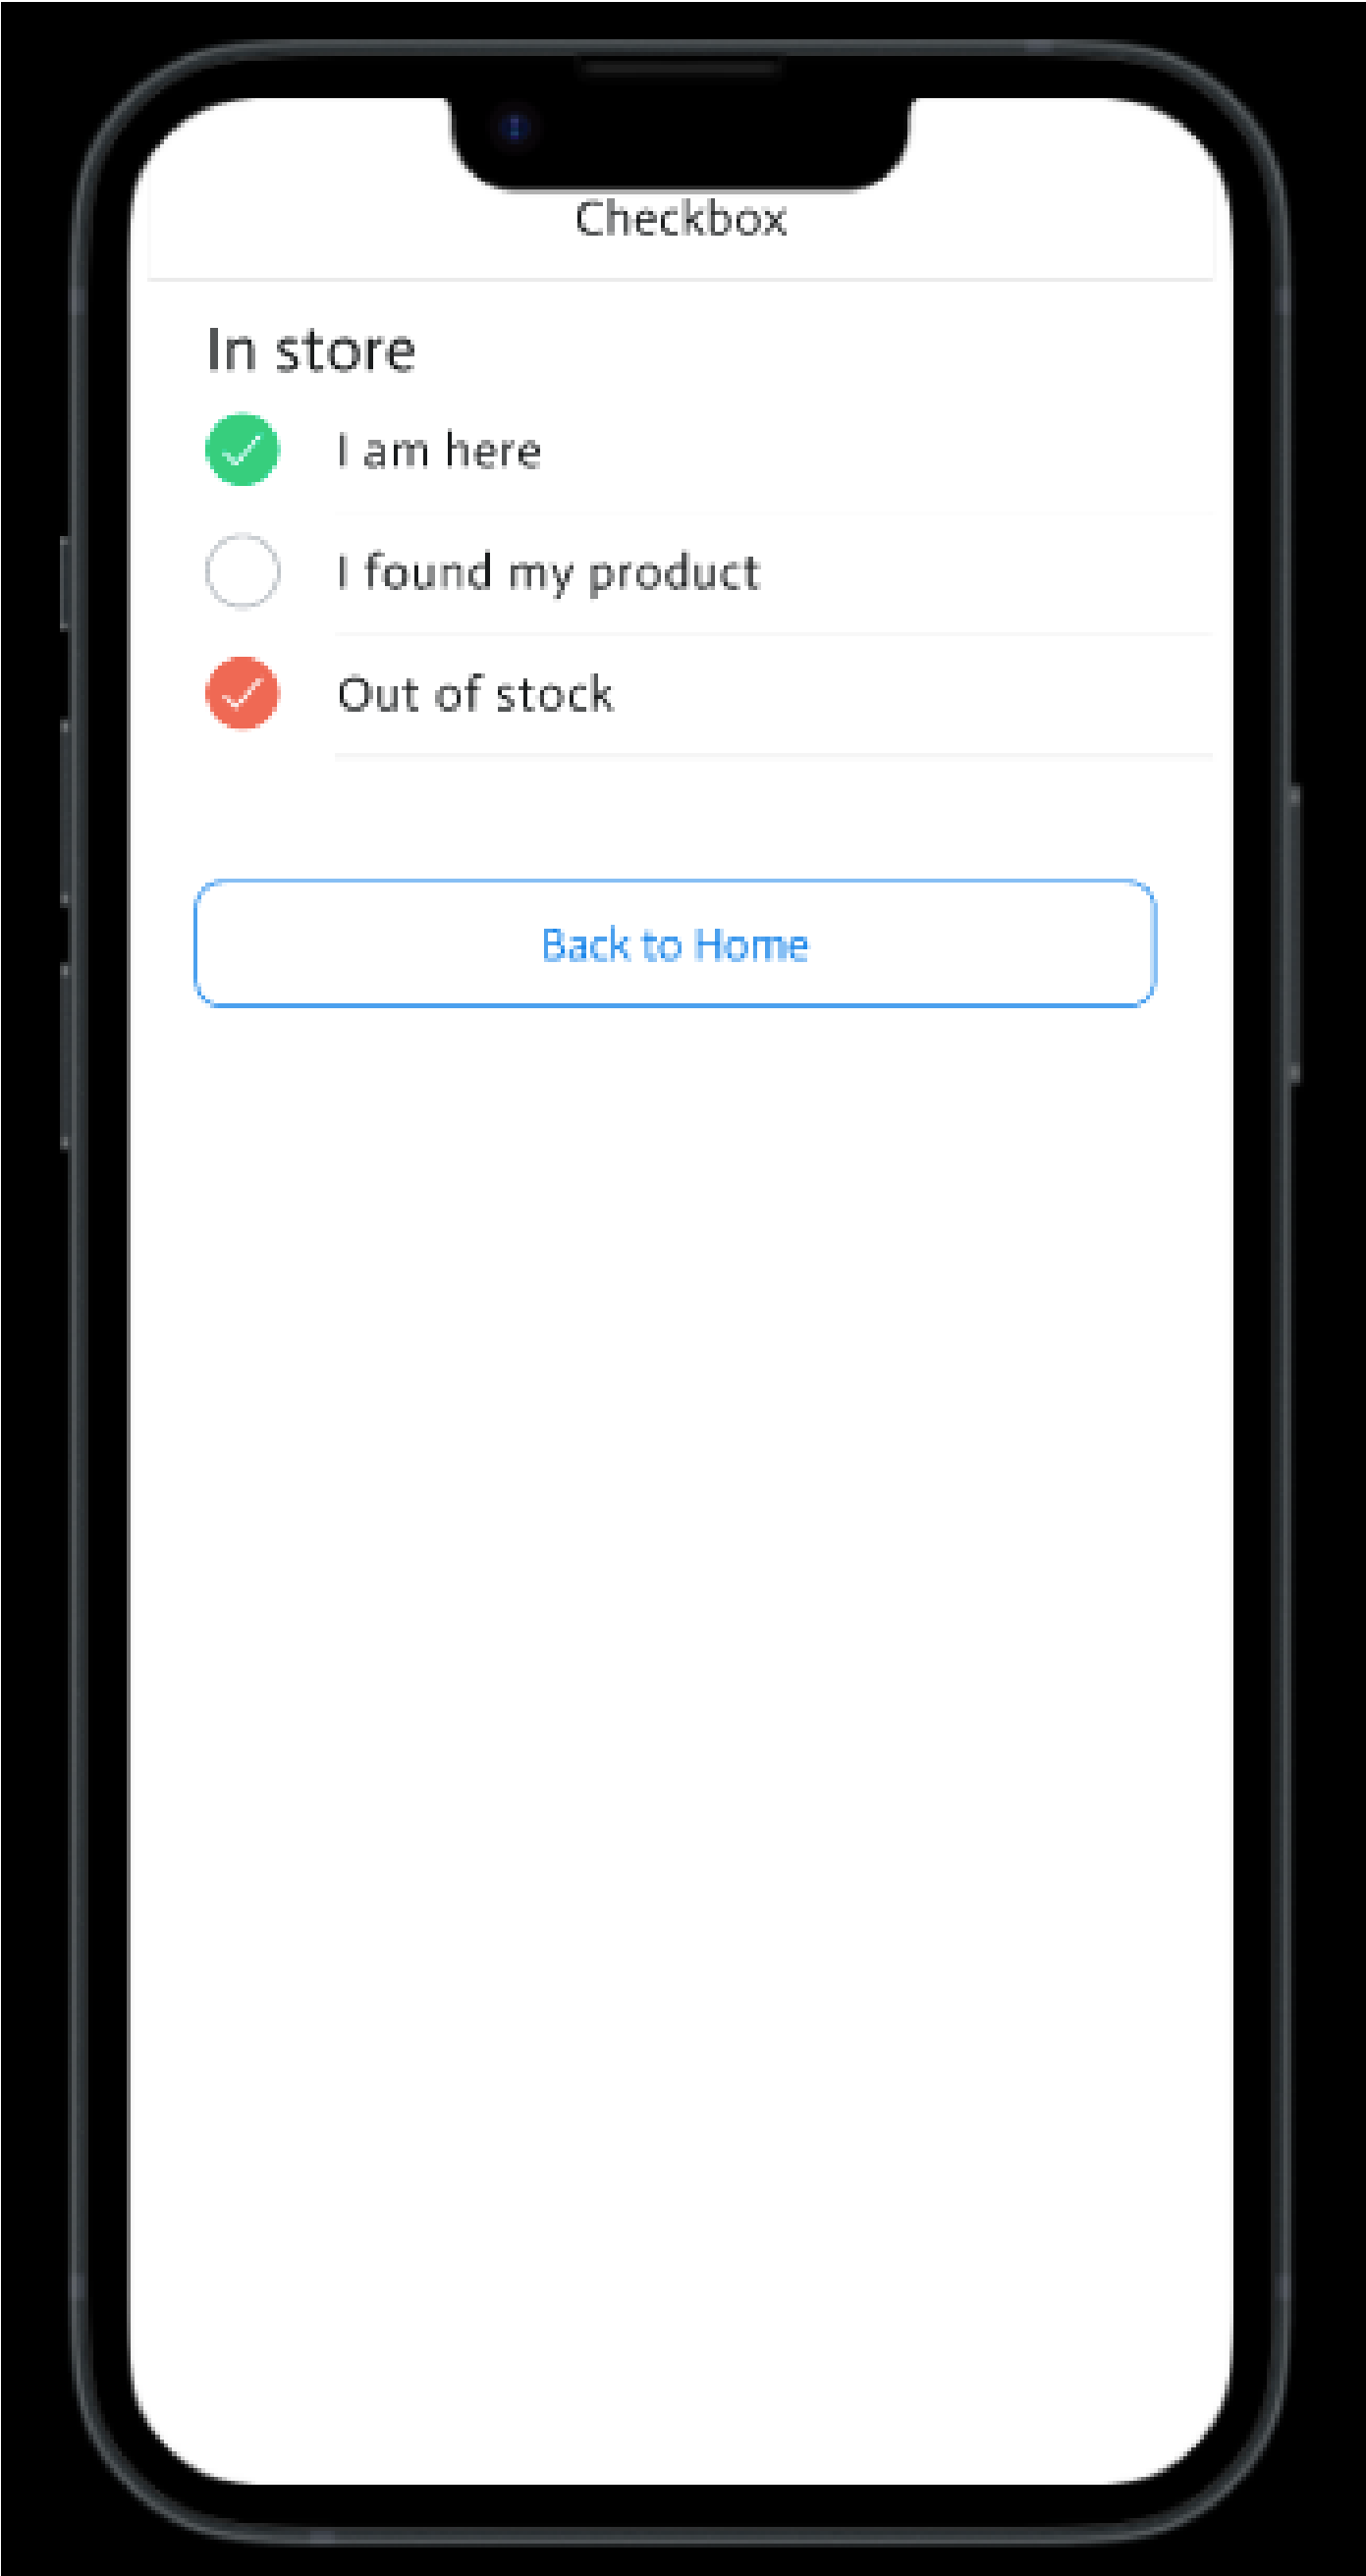 Checkbox
In store
I am here
I found my product
Out of stock
Back to Home